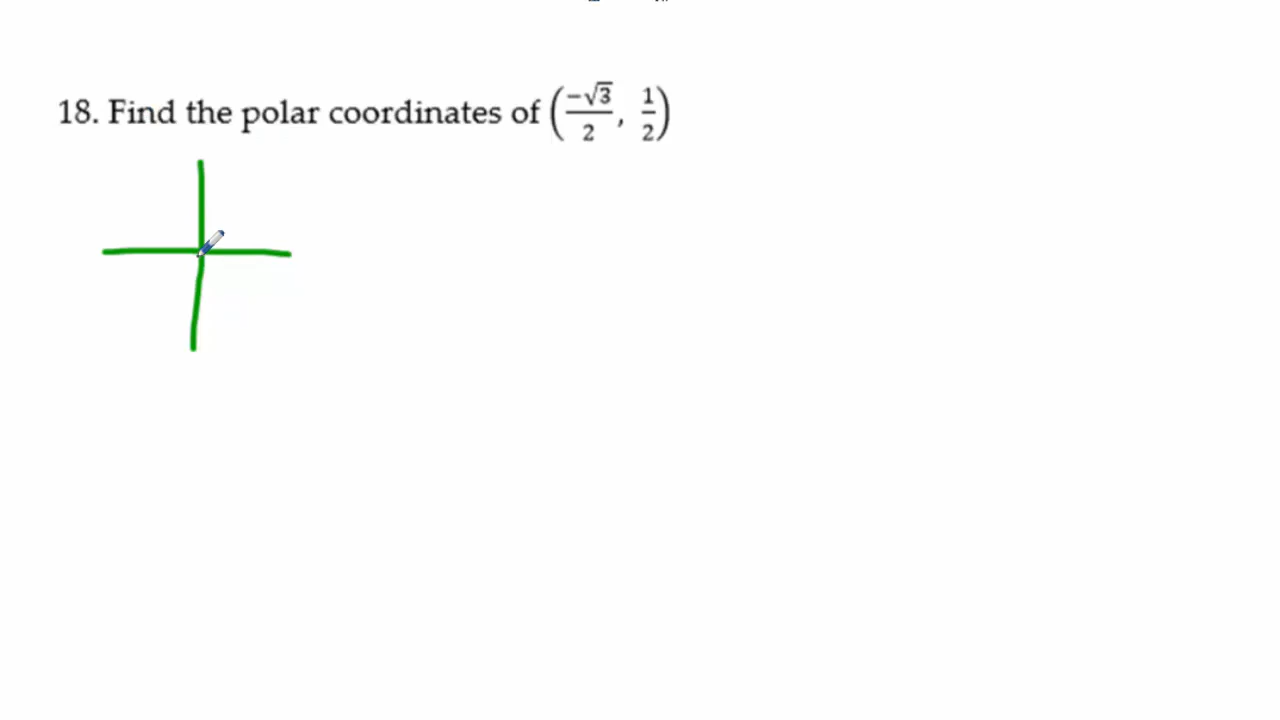 18. Find the polar coordinates of (-√3/2, 1/2)